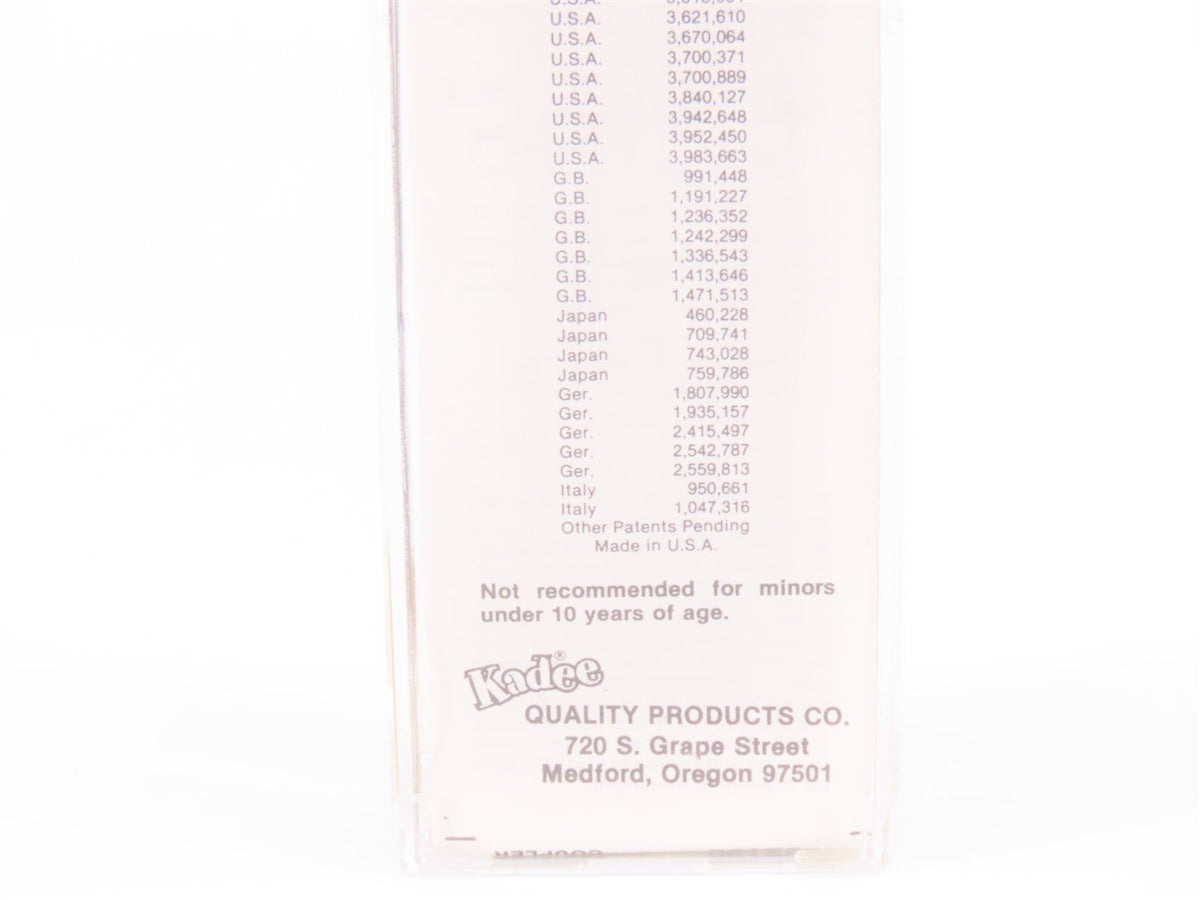 U.S.A. 3,621,610
U.S.A. 3,670,064
U.S.A. 3,700,371
U.S.A. 3,700,889
U.S.A. 3,840,127
U.S.A. 3,942,648
U.S.A. 3,952,450
U.S.A. 3,983,663
G.B. 991,448
G.B. 1,191,227
G.B. 1,236,352
G.B. 1,242,299
G.B. 1,336,543
G.B. 1,413,646
G.B. 1,471,513
Japan 460,228
Japan 709,741
Japan 743,028
Japan 759,786
Ger. 1,807,990
Ger. 1,935,157
Ger. 2,415,497
Ger. 2,542,787
Ger. 2,559,813
Italy 950,661
Italy 1,047,316
Other Patents Pending
Made in U.S.A.
Not recommended for minors
under 10 years of age.
Kadee®
QUALITY PRODUCTS CO.
720 S. Grape Street
Medford, Oregon 97501
COUPLER